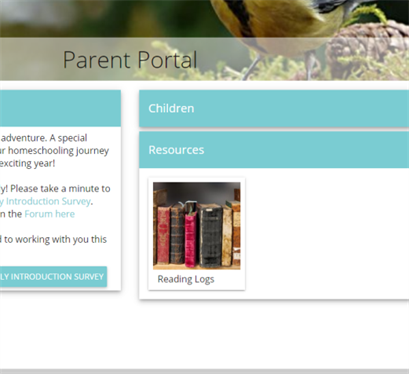 Parent Portal
adventure. A special
ur homeschooling journey
exciting year!
y! Please take a minute to
y Introduction Survey.
n the Forum here
d to working with you this
LY INTRODUCTION SURVEY
Children
Resources
Reading Logs